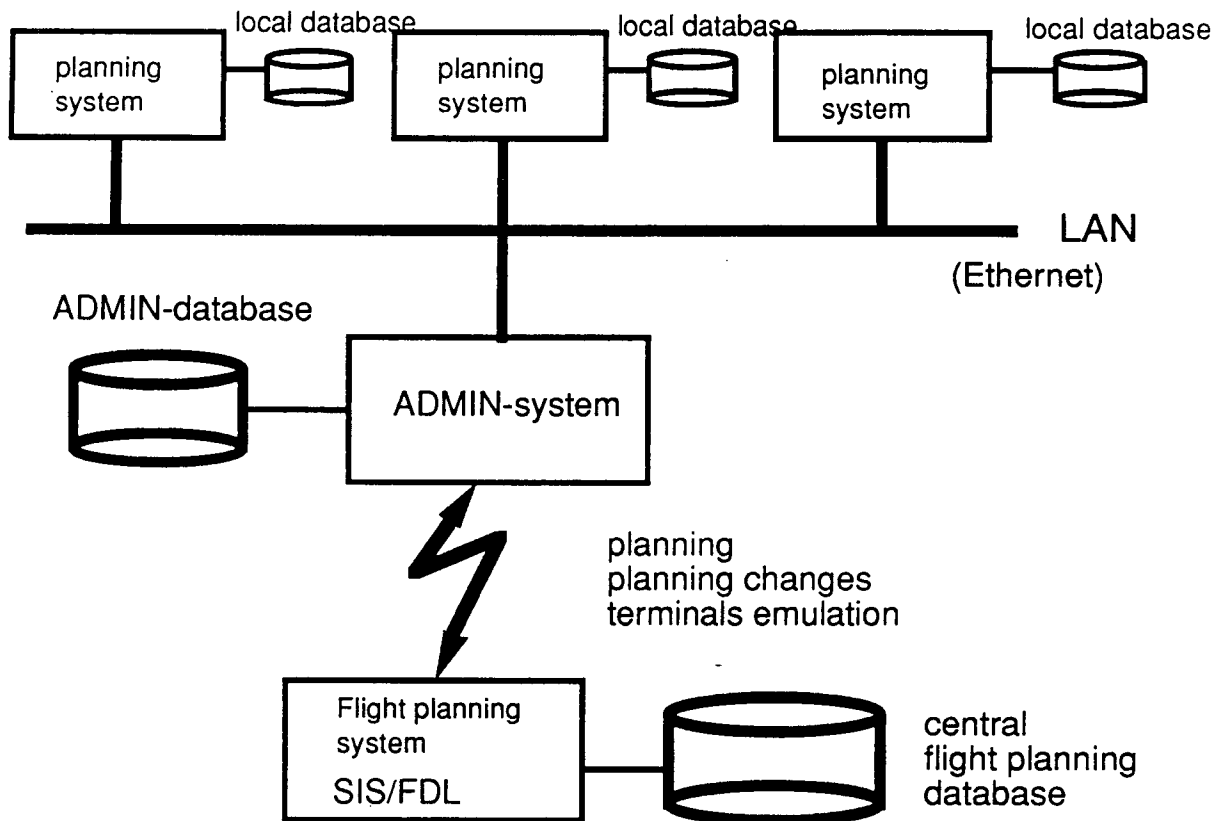 local database
local database
local database
planning
system
planning
system
planning
system
LAN
(Ethernet)
ADMIN-database
ADMIN-system
planning
planning changes
terminals emulation
Flight planning
system
SIS/FDL
central
flight planning
database